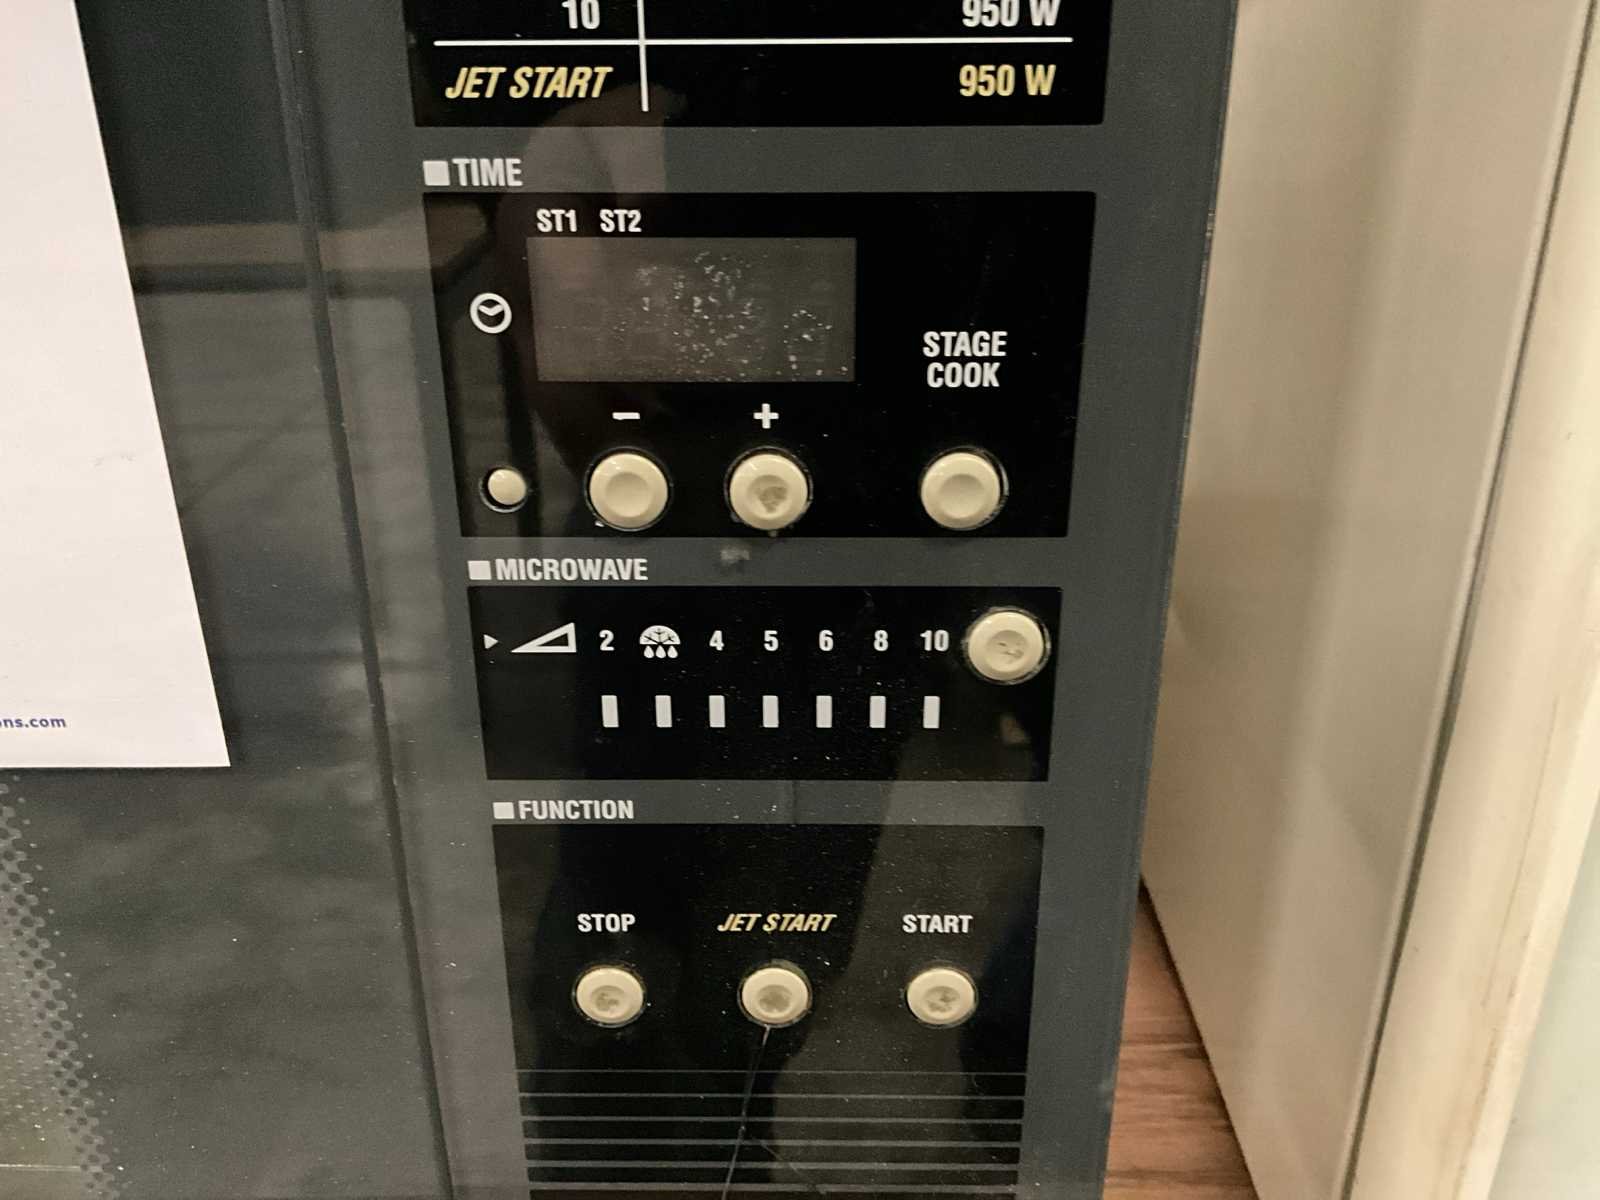 10 950 W
JET START 950 W
TIME
ST1 ST2
STAGE
COOK
- +
MICROWAVE
2 4 5 6 8 10
FUNCTION
STOP JET START START
ns.com